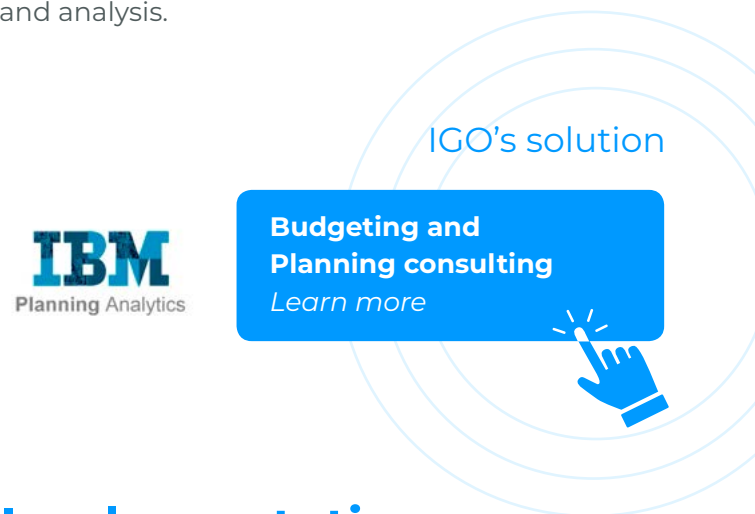 and analysis.
IGO's solution
IBM
Planning Analytics
Budgeting and
Planning consulting
Learn more